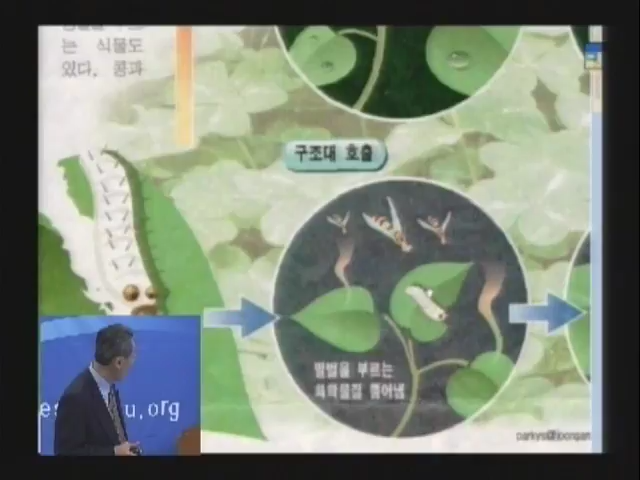 는 식물도
있다. 콩과
구조대 호출
말벌을 부르는
화학물질 뿜어냄
u.org